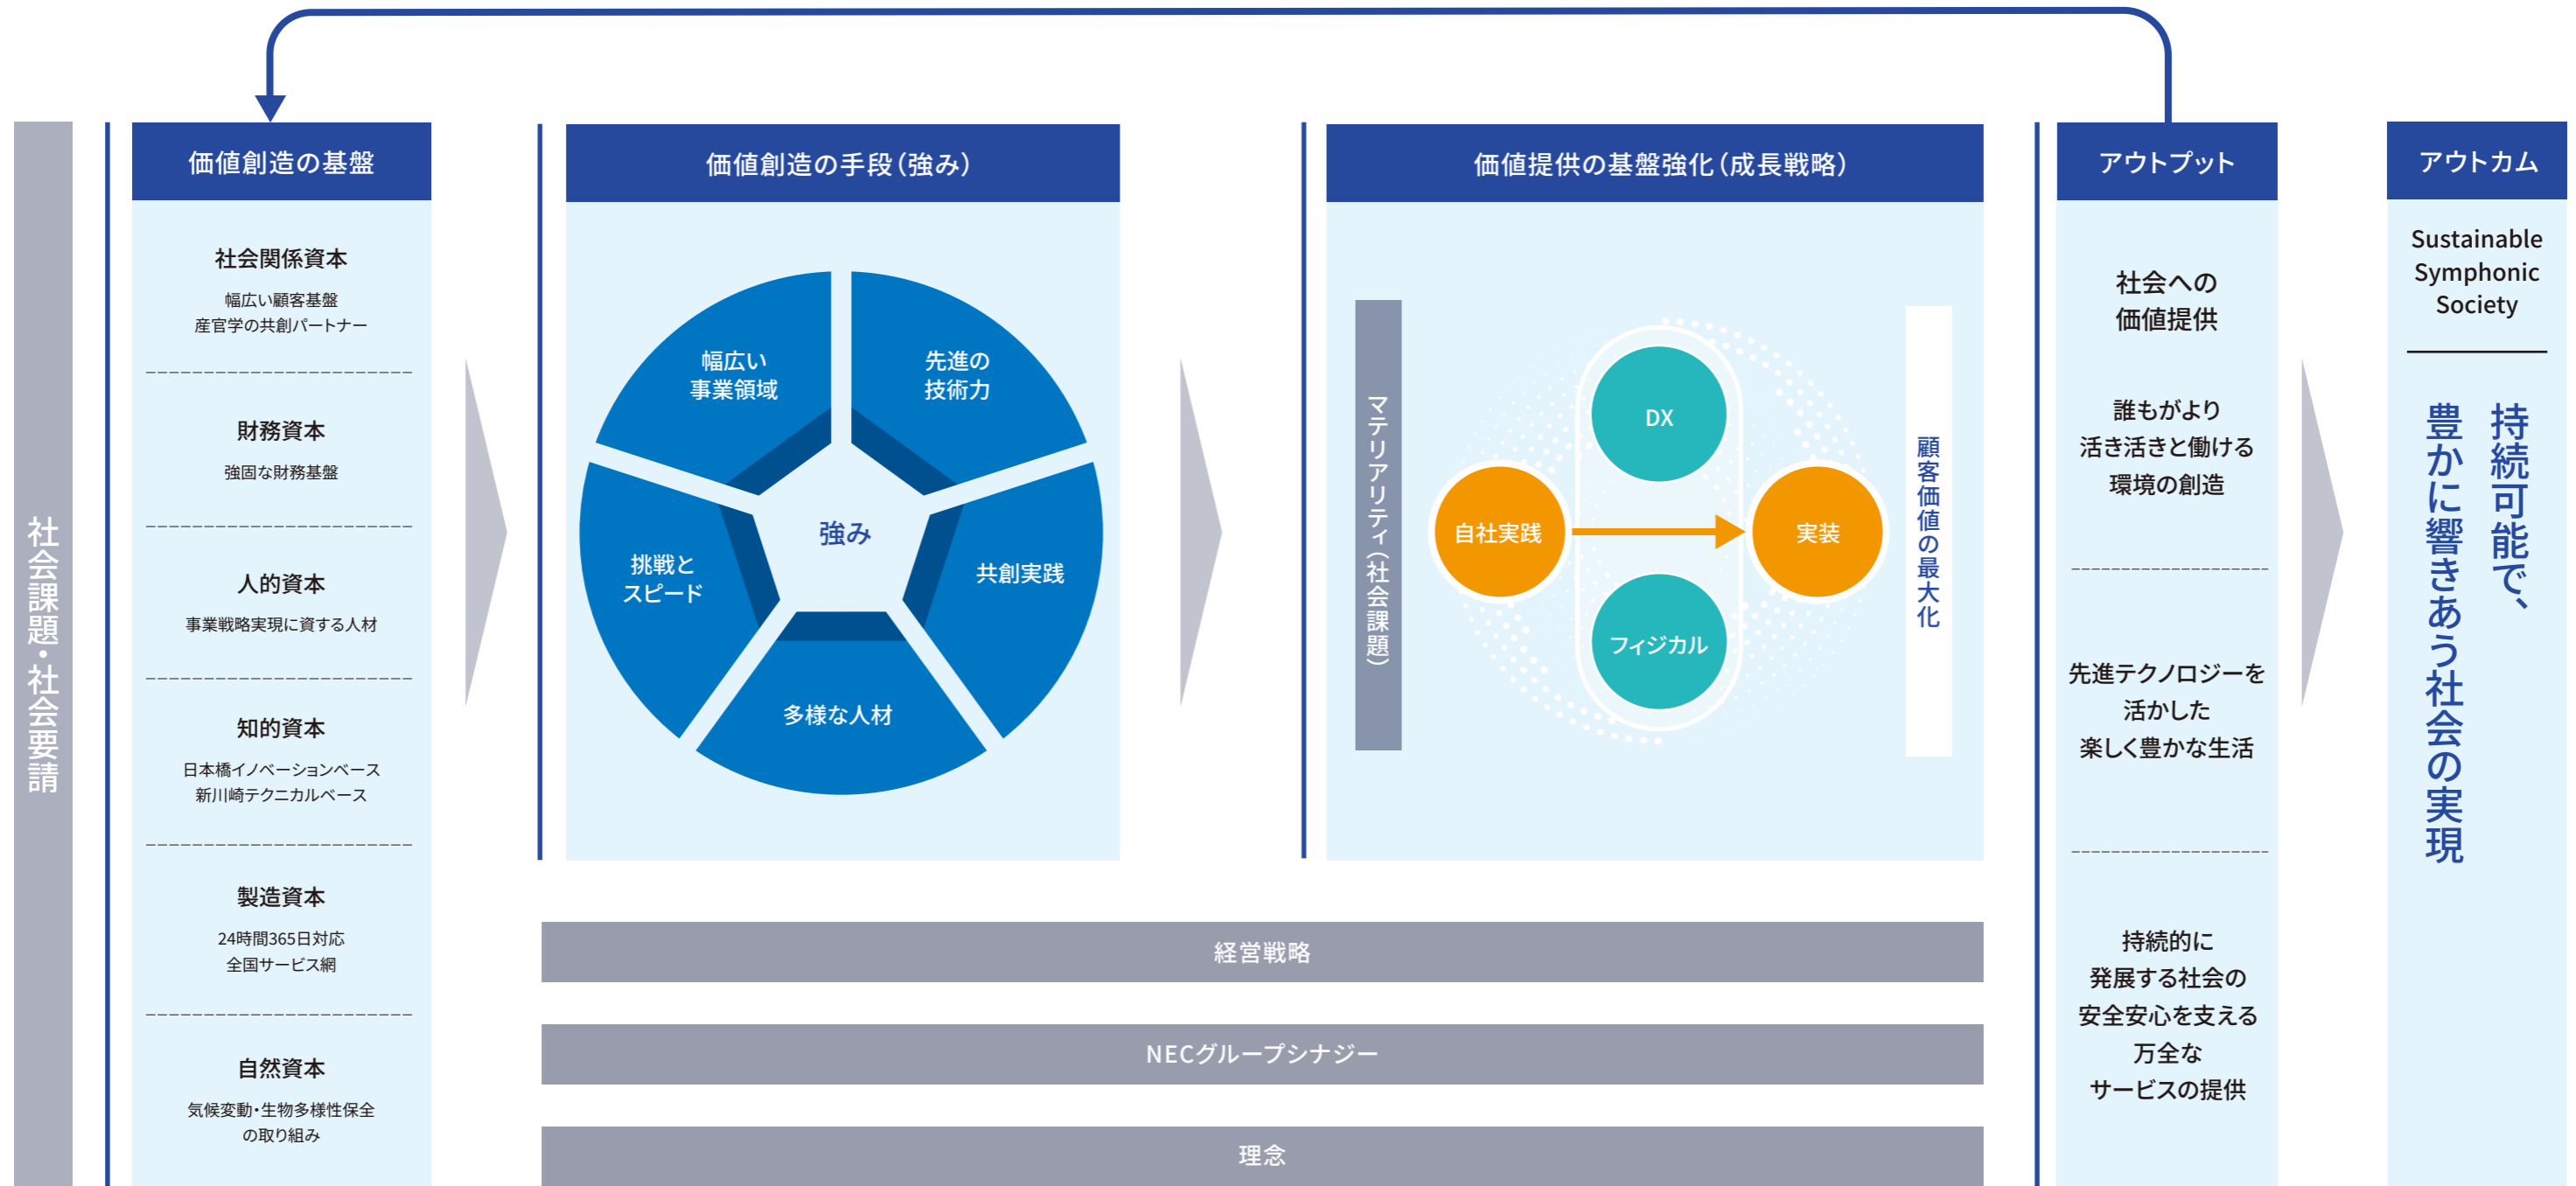 社会課題・社会要請
価値創造の基盤
社会関係資本
幅広い顧客基盤
産官学の共創パートナー
財務資本
強固な財務基盤
人的資本
事業戦略実現に資する人材
知的資本
日本橋イノベーションベース
新川崎テクニカルベース
製造資本
24時間365日対応
全国サービス網
自然資本
気候変動・生物多様性保全
の取り組み
価値創造の手段（強み）
幅広い
事業領域
先進の
技術力
強み
挑戦と
スピード
共創実践
多様な人材
価値提供の基盤強化（成長戦略）
マテリアリティ（社会課題）
DX
自社実践
実装
フィジカル
顧客価値の最大化
経営戦略
NECグループシナジー
理念
アウトプット
社会への
価値提供
誰もがより
活き活きと働ける
環境の創造
先進テクノロジーを
活かした
楽しく豊かな生活
持続的に
発展する社会の
安全安心を支える
万全な
サービスの提供
アウトカム
Sustainable
Symphonic
Society
持続可能で、
豊かに響きあう社会の実現